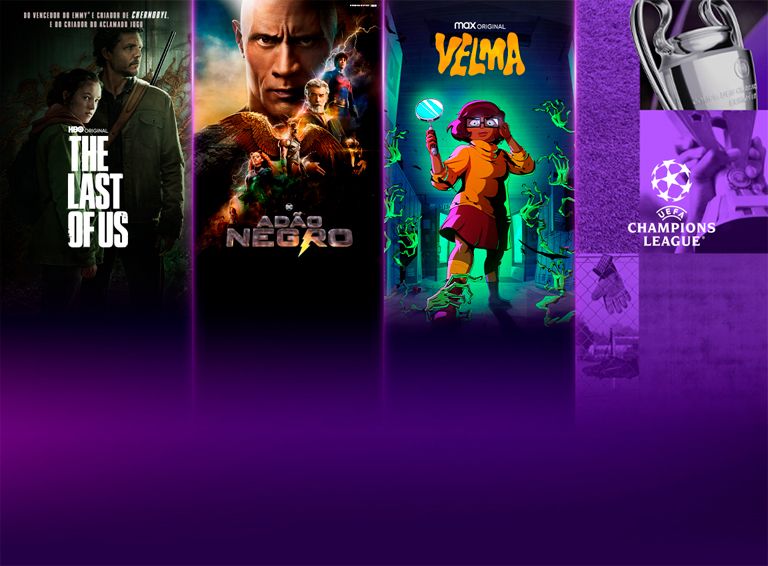 DO VENCEDOR DO EMMY® E CRIADOR DE CHERNOBYL,
E DO CRIADOR DO ACLAMADO JOGO
HBO ORIGINAL
THE
LAST
OF US
DC
ADÃO
NEGRO
max ORIGINAL
VELMA
UEFA
CHAMPIONS
LEAGUE®